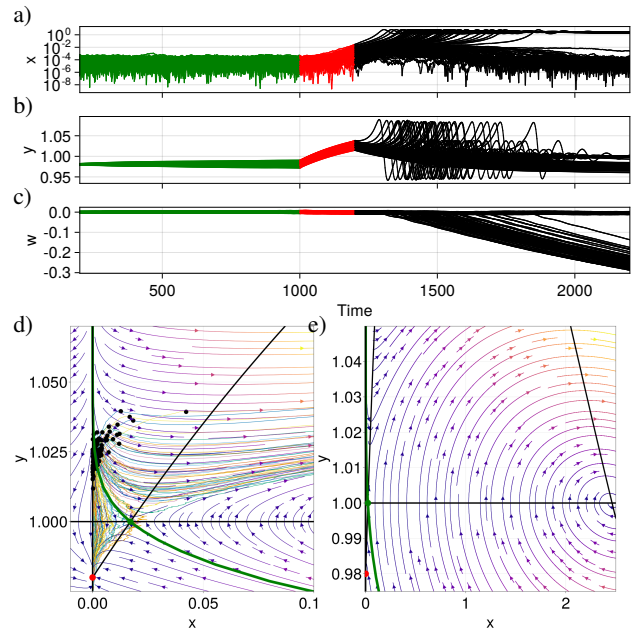 a)
10⁰
10⁻²
10⁻⁴
10⁻⁶
10⁻⁸
x
b)
1.05
1.00
0.95
y
c)
0.0
-0.1
-0.2
-0.3
w
500 1000 1500 2000
Time
d)
1.050
1.025
1.000
y
0.00 0.05 0.1
x
e)
1.04
1.03
1.02
1.01
1.00
0.99
0.98
y
0 1 2
x